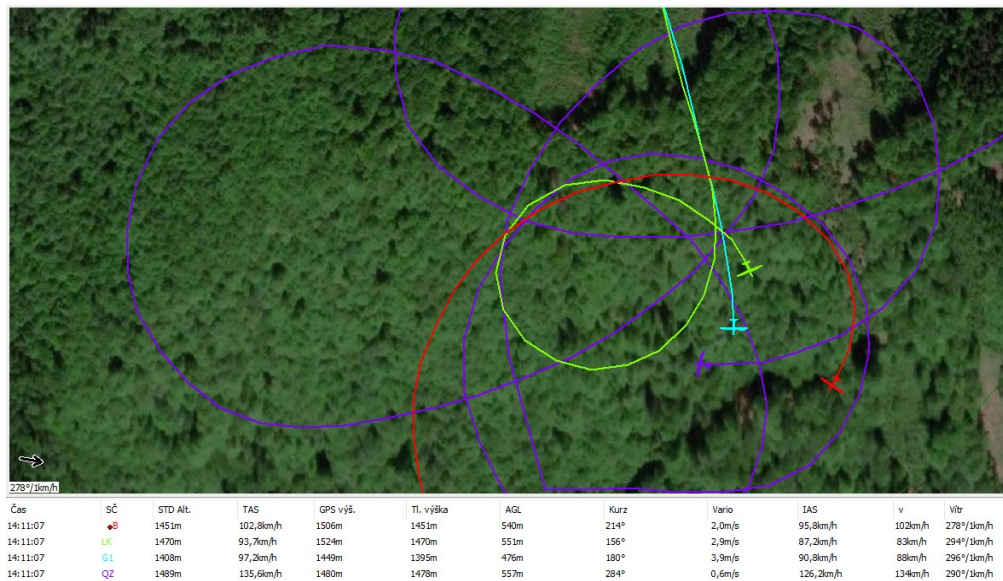 278°/1km/h
Čas SČ STD Alt. TAS GPS výš. Tl. výška AGL Kurz Vario IAS v Vítr
14:11:07 B 1451m 102,8km/h 1506m 1451m 540m 214° 2,0m/s 95,8km/h 102km/h 278°/1km/h
14:11:07 LK 1470m 93,7km/h 1524m 1470m 551m 156° 2,9m/s 87,2km/h 83km/h 294°/1km/h
14:11:07 G1 1408m 97,2km/h 1449m 1395m 476m 180° 3,9m/s 90,8km/h 88km/h 296°/1km/h
14:11:07 QZ 1489m 135,6km/h 1480m 1478m 557m 284° 0,6m/s 126,2km/h 134km/h 290°/1km/h